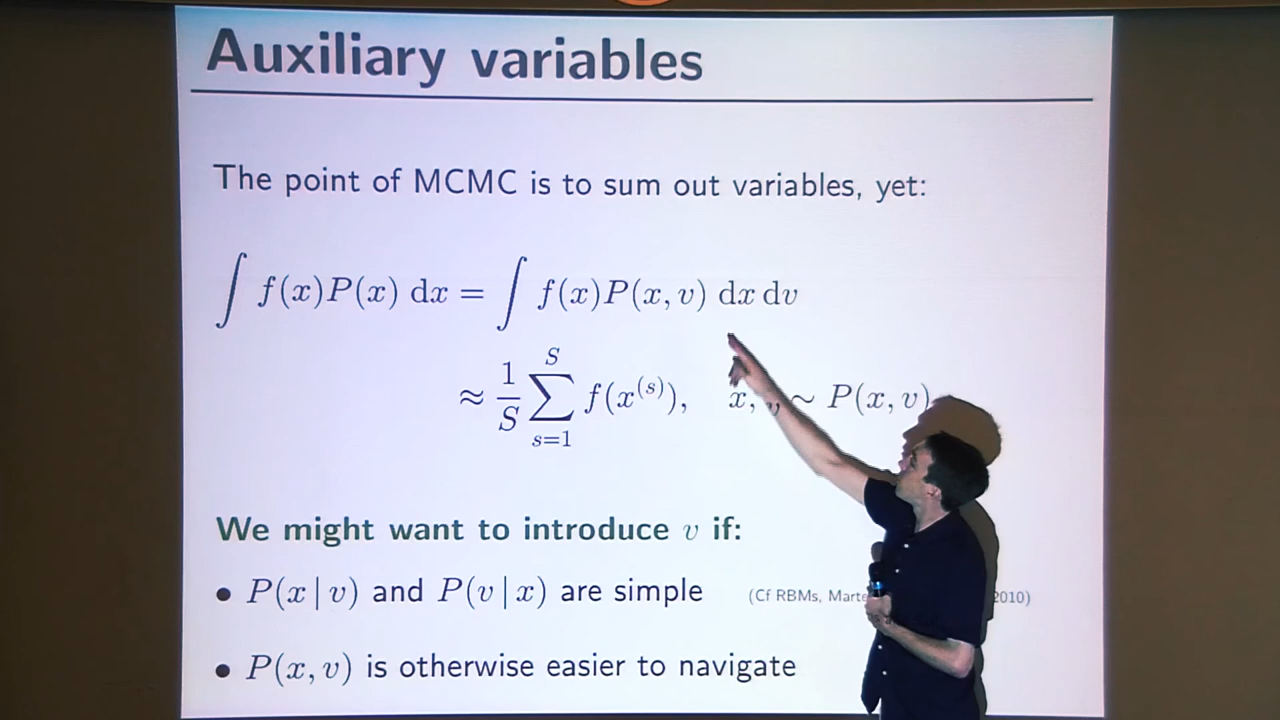 Auxiliary variables
The point of MCMC is to sum out variables, yet:
∫ f(x)P(x) dx = ∫ f(x)P(x, v) dx dv
≈ 1/S ∑_{s=1}^{S} f(x^{(s)}), x, v ∼ P(x, v)
We might want to introduce v if:
• P(x | v) and P(v | x) are simple (Cf RBMs, 2010)
• P(x, v) is otherwise easier to navigate